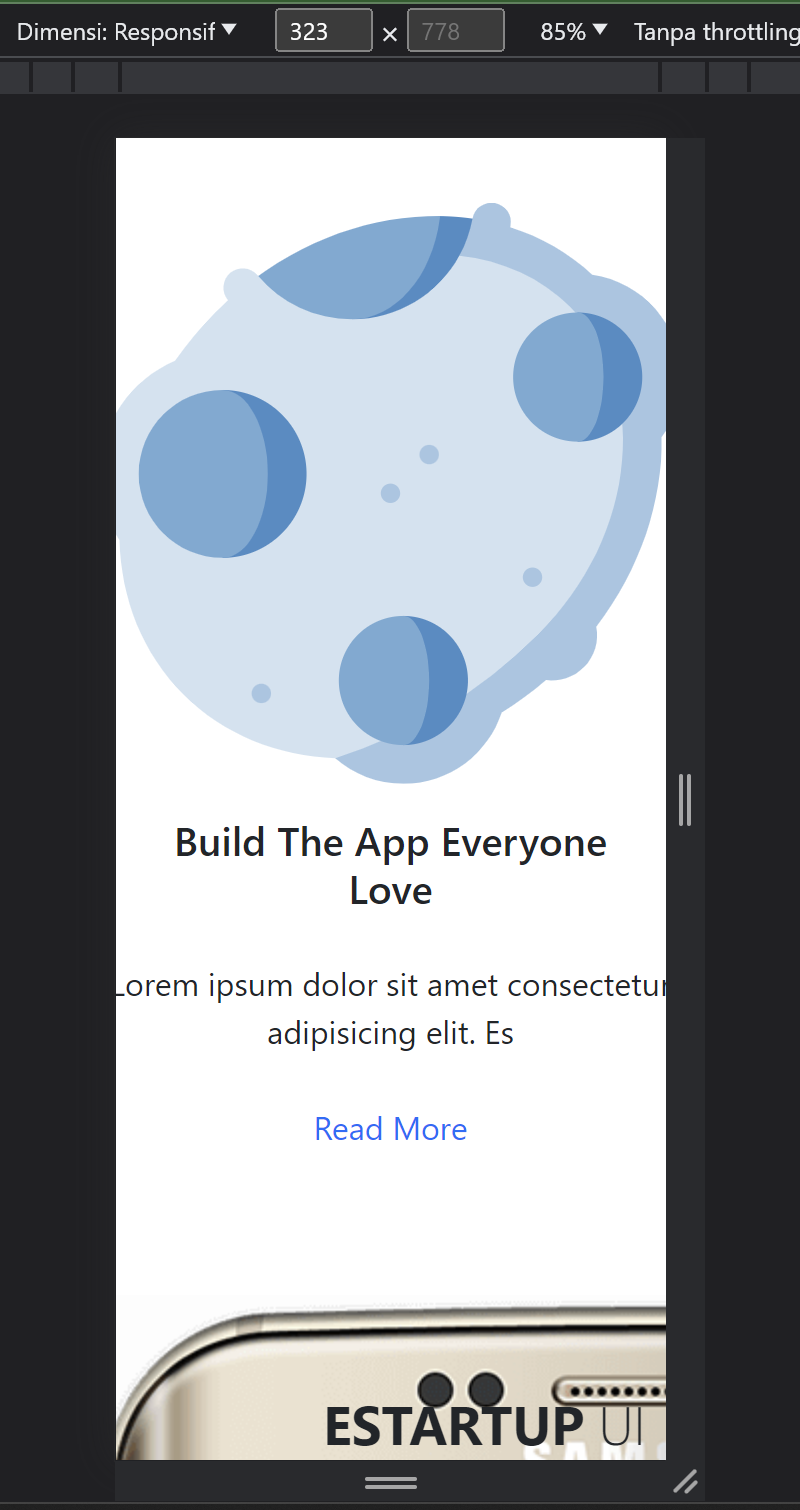 Dimensi: Responsif 323 × 778 85% Tanpa throttling
Build The App Everyone
Love
Lorem ipsum dolor sit amet consectetur
adipisicing elit. Es
Read More
ESTARTUP UI